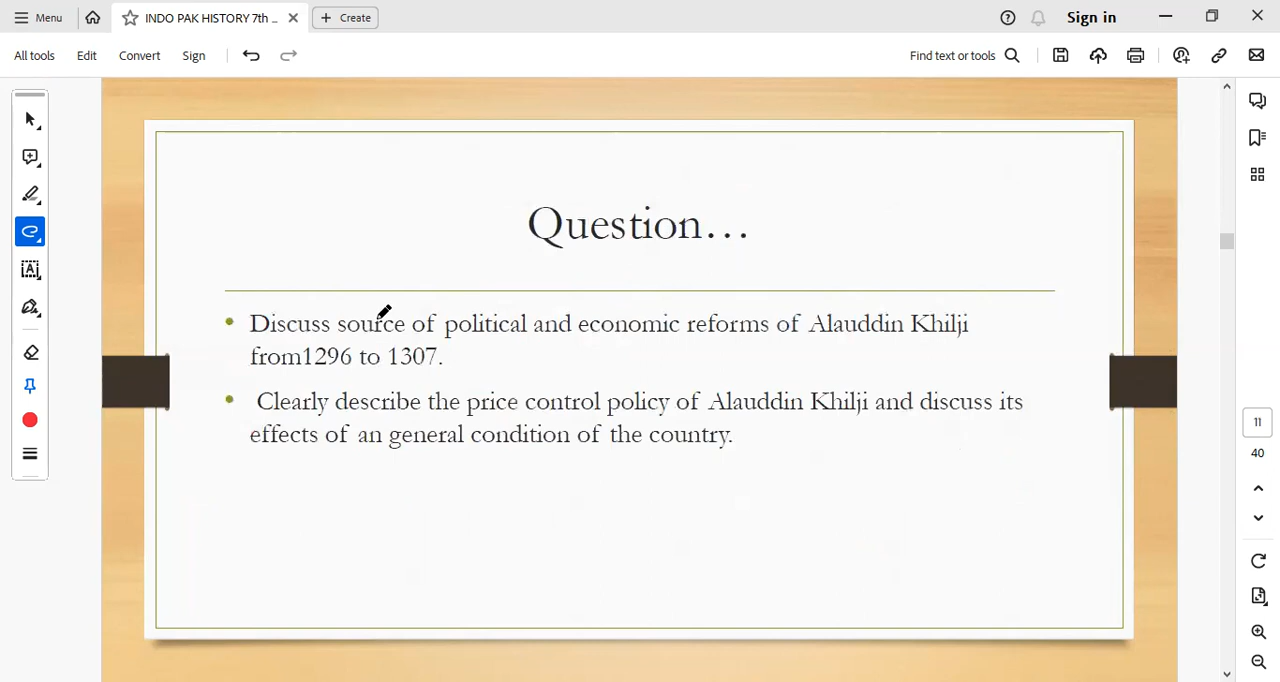 Menu
INDO PAK HISTORY 7th ...
Create
Sign in
All tools
Edit
Convert
Sign
Find text or tools
Question…
• Discuss source of political and economic reforms of Alauddin Khilji
from1296 to 1307.
• Clearly describe the price control policy of Alauddin Khilji and discuss its
effects of an general condition of the country.
11
40